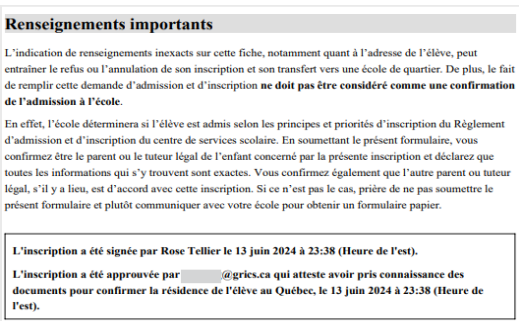 Renseignements importants
L'indication de renseignements inexacts sur cette fiche, notamment quant à l'adresse de l'élève, peut
entraîner le refus ou l'annulation de son inscription et son transfert vers une école de quartier. De plus, le fait
de remplir cette demande d'admission et d'inscription ne doit pas être considéré comme une confirmation
de l'admission à l'école.
En effet, l'école déterminera si l'élève est admis selon les principes et priorités d'inscription du Règlement
d'admission et d'inscription du centre de services scolaire. En soumettant le présent formulaire, vous
confirmez être le parent ou le tuteur légal de l'enfant concerné par la présente inscription et déclarez que
toutes les informations qui s'y trouvent sont exactes. Vous confirmez également que l'autre parent ou tuteur
légal, s'il y a lieu, est d'accord avec cette inscription. Si ce n'est pas le cas, prière de ne pas soumettre le
présent formulaire et plutôt communiquer avec votre école pour obtenir un formulaire papier.
L'inscription a été signée par Rose Tellier le 13 juin 2024 à 23:38 (Heure de l'est).
L'inscription a été approuvée par @grics.ca qui atteste avoir pris connaissance des
documents pour confirmer la résidence de l'élève au Québec, le 13 juin 2024 à 23:38 (Heure de
l'est).